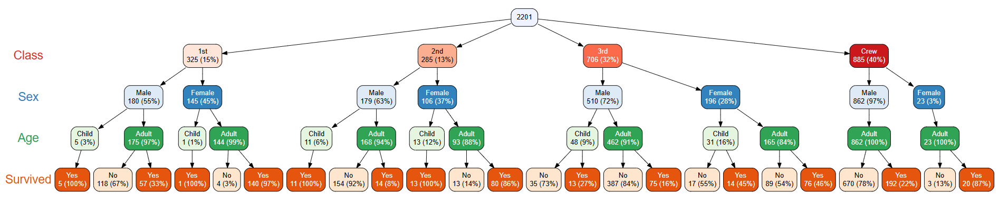 2201
Class
1st
325 (15%)
2nd
285 (13%)
3rd
706 (32%)
Crew
885 (40%)
Sex
Male
180 (55%)
Female
145 (45%)
Male
179 (63%)
Female
106 (37%)
Male
510 (72%)
Female
196 (28%)
Male
862 (97%)
Female
23 (3%)
Age
Child
5 (3%)
Adult
175 (97%)
Child
1 (1%)
Adult
144 (99%)
Child
11 (6%)
Adult
168 (94%)
Child
13 (12%)
Adult
93 (88%)
Child
48 (9%)
Adult
462 (91%)
Child
31 (16%)
Adult
165 (84%)
Adult
862 (100%)
Adult
23 (100%)
Survived
Yes
5 (100%)
No
118 (67%)
Yes
57 (33%)
Yes
1 (100%)
No
4 (3%)
Yes
140 (97%)
Yes
11 (100%)
No
154 (92%)
Yes
14 (8%)
Yes
13 (100%)
No
13 (14%)
Yes
80 (86%)
No
35 (73%)
Yes
13 (27%)
No
387 (84%)
Yes
75 (16%)
No
17 (55%)
Yes
14 (45%)
No
89 (54%)
Yes
76 (46%)
No
670 (78%)
Yes
192 (22%)
No
3 (13%)
Yes
20 (87%)